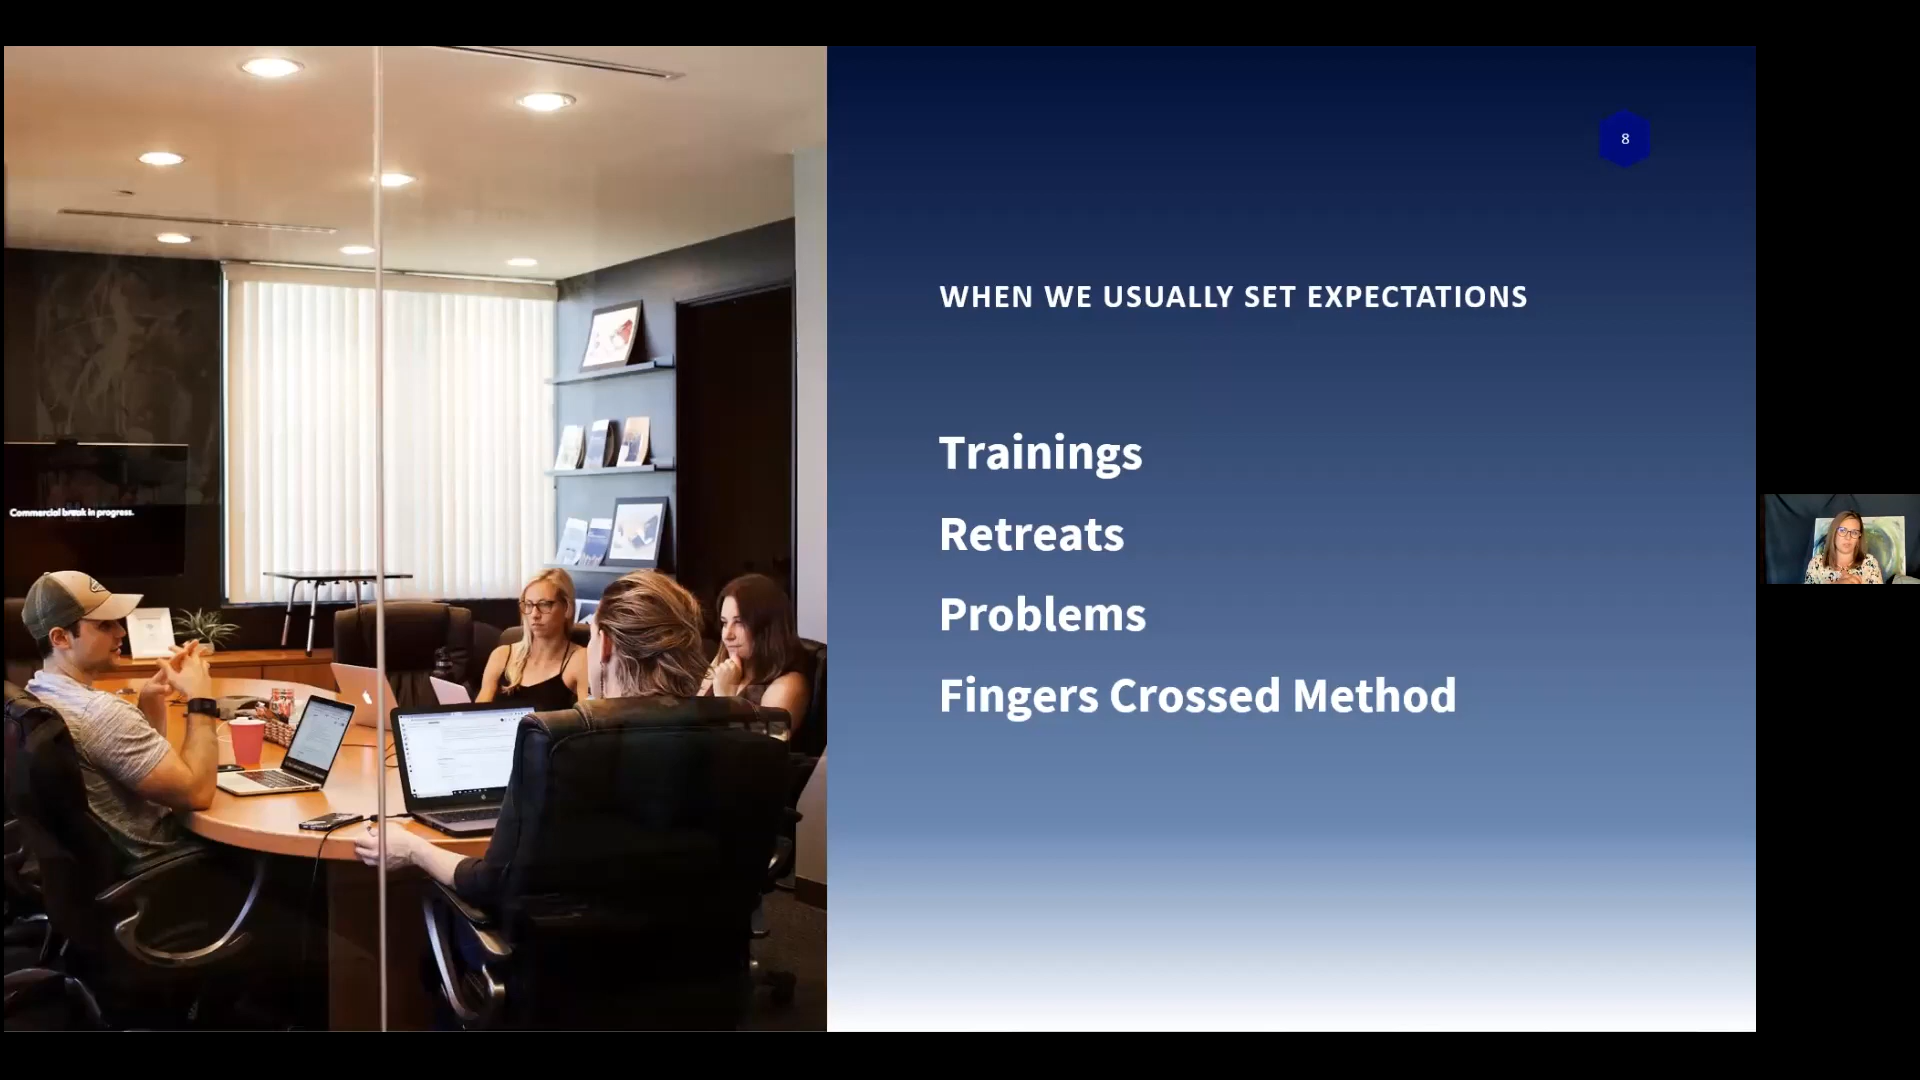 8
WHEN WE USUALLY SET EXPECTATIONS
Trainings
Retreats
Problems
Fingers Crossed Method
Commercial break in progress.